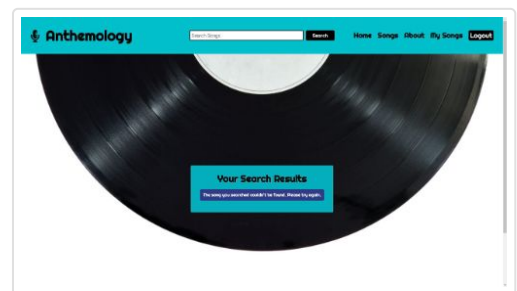 Anthemology
Search Songs
Search
Home Songs About My Songs Logout
Your Search Results
The song you searched couldn't be found. Please try again.